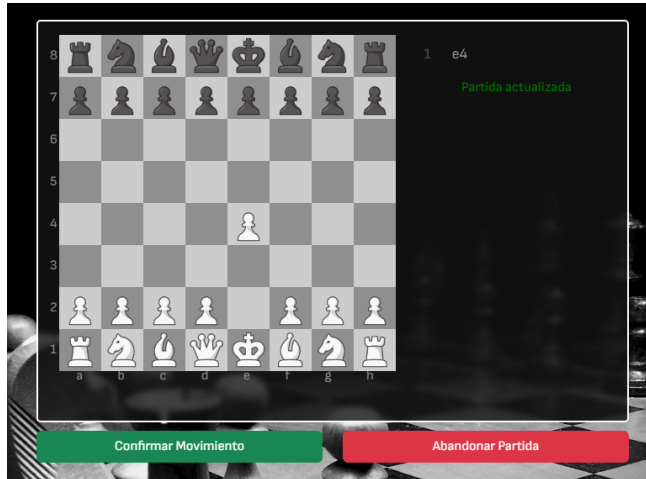 8
7
6
5
4
3
2
1
a b c d e f g h
1 e4
Partida actualizada
Confirmar Movimiento
Abandonar Partida